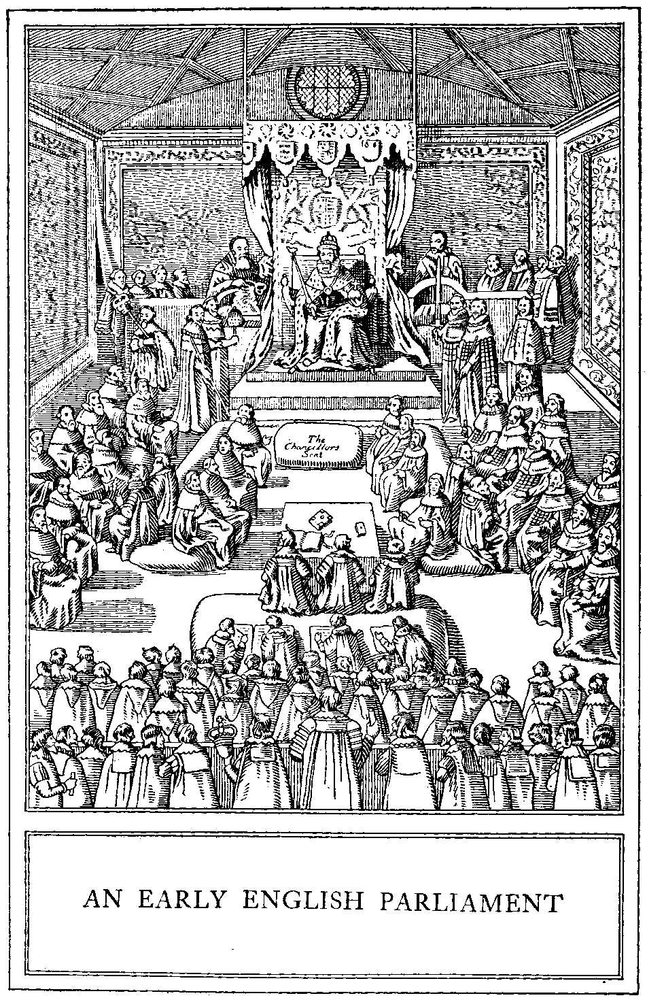 The
Chancellors
Seat
AN EARLY ENGLISH PARLIAMENT